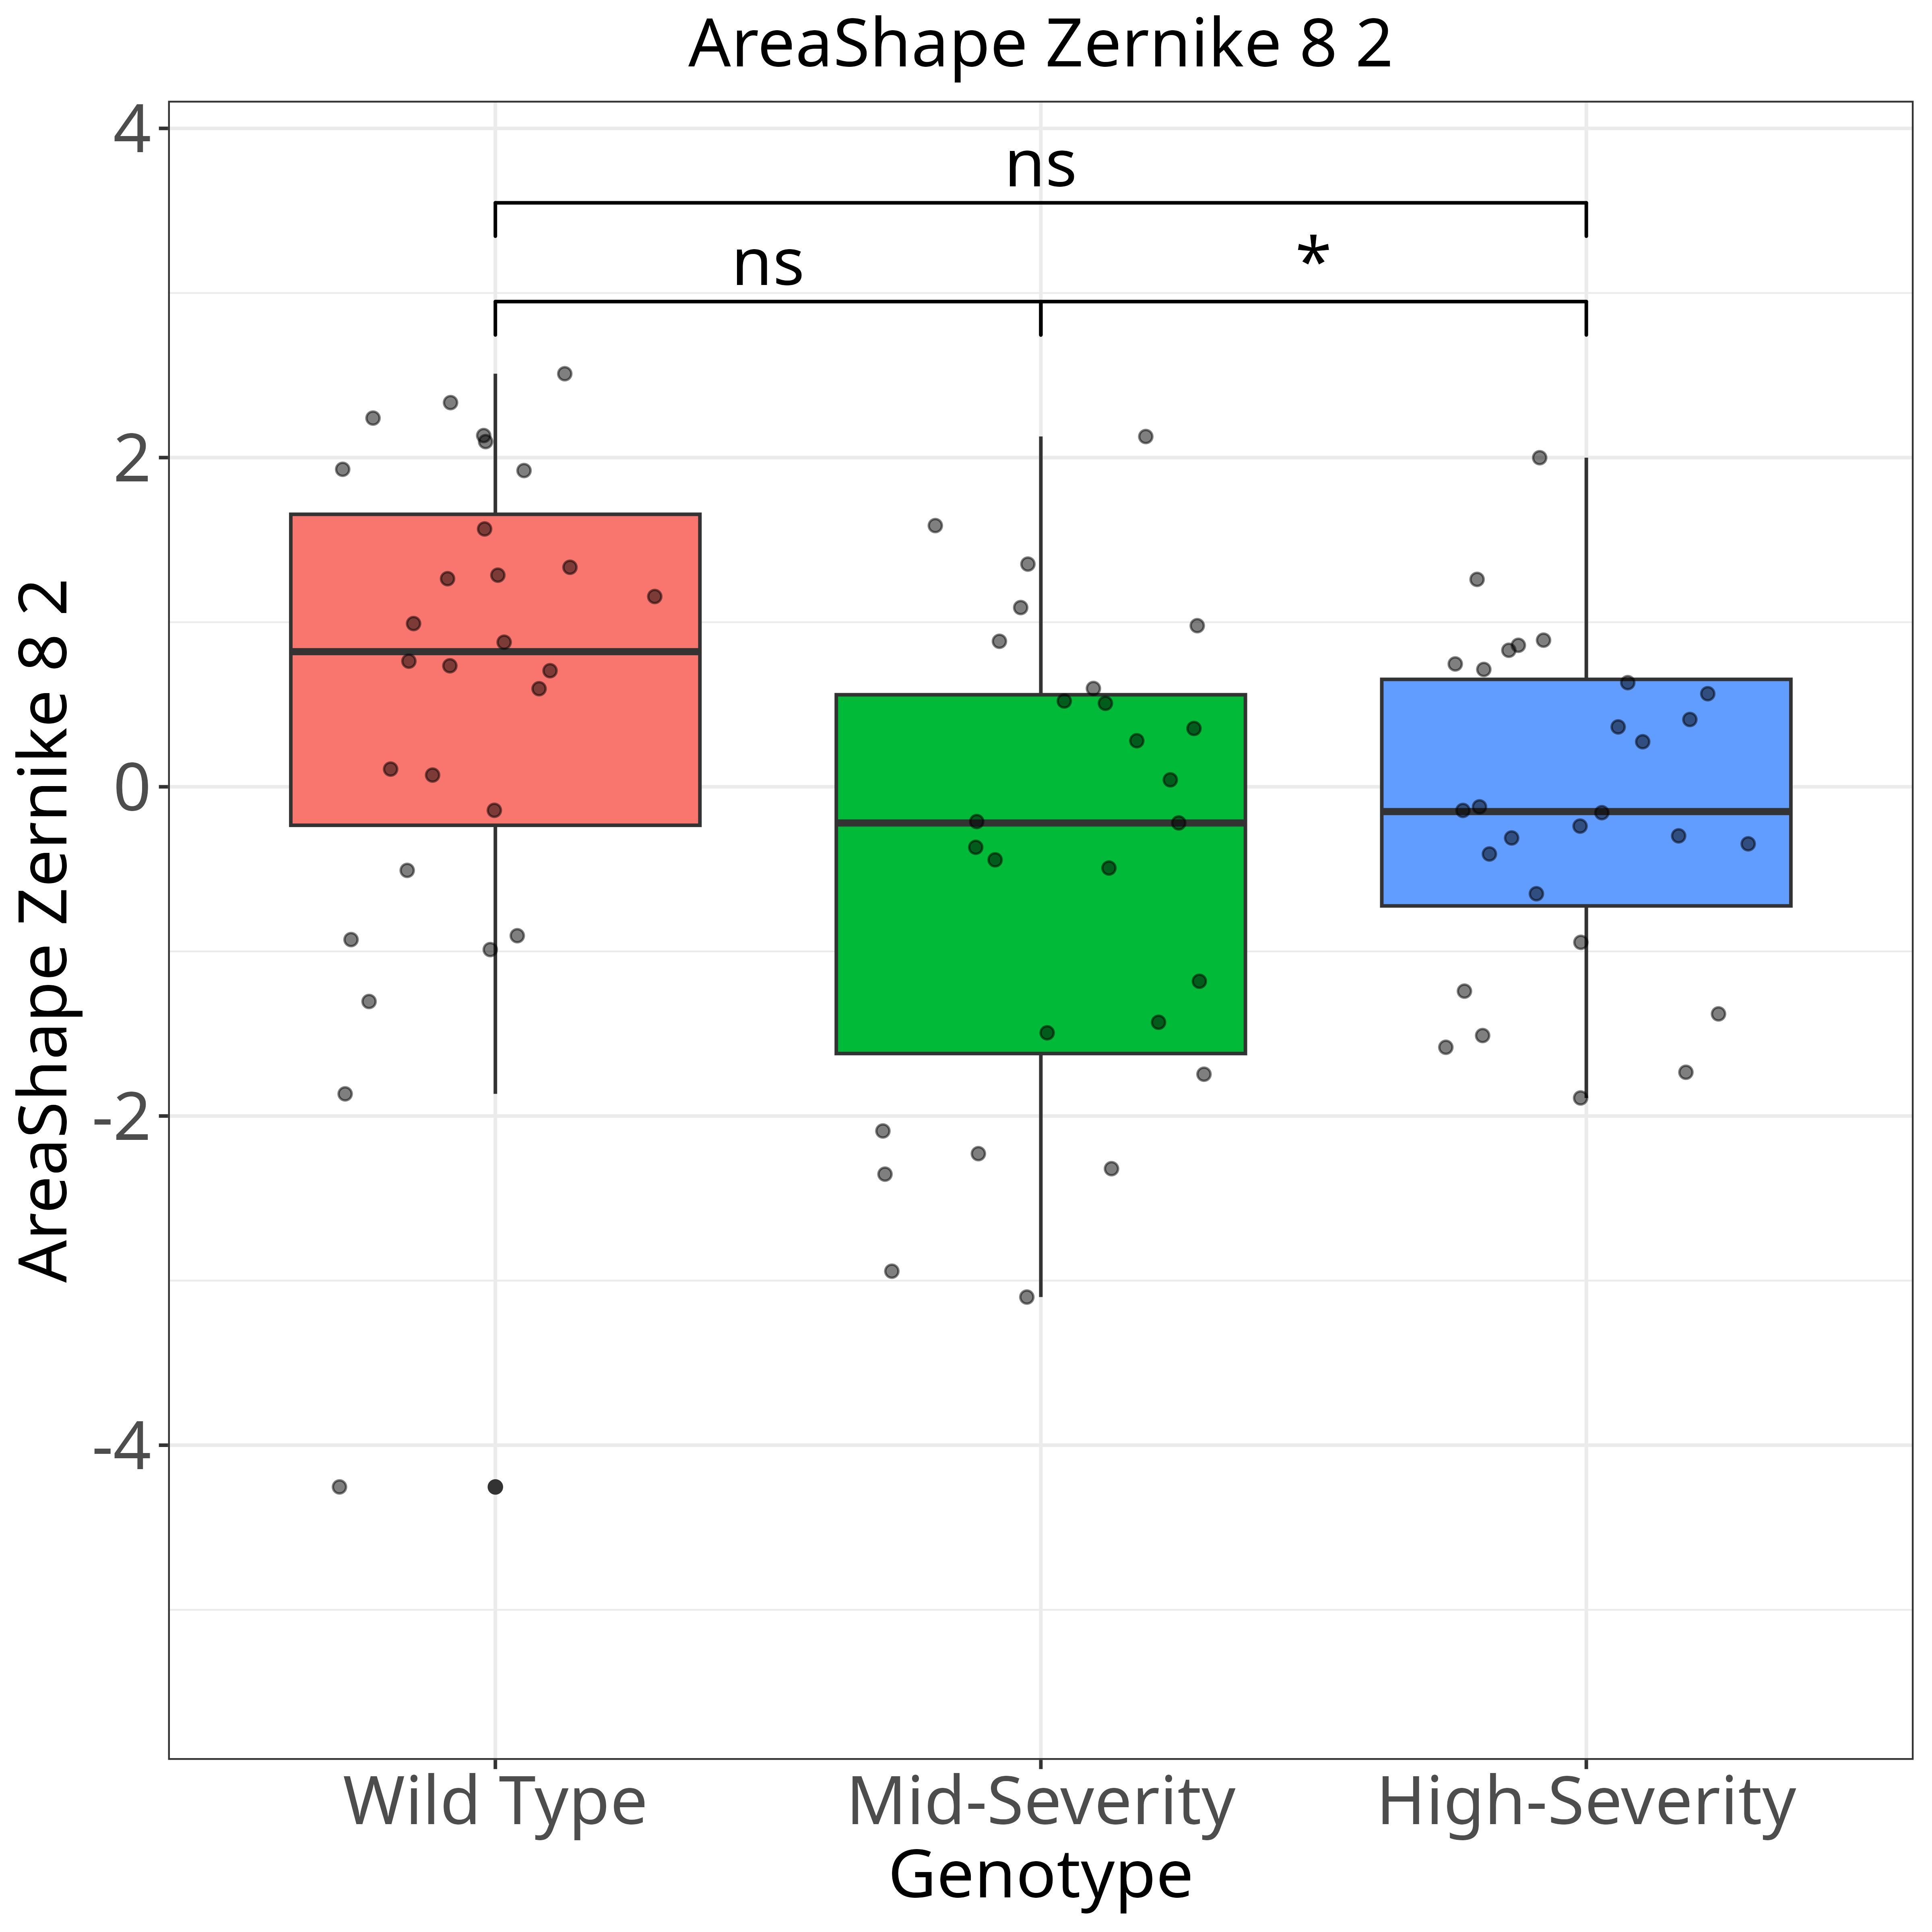 AreaShape Zernike 8 2
4
ns
ns
*
2
0
-2
-4
AreaShape Zernike 8 2
Wild Type
Mid-Severity
High-Severity
Genotype